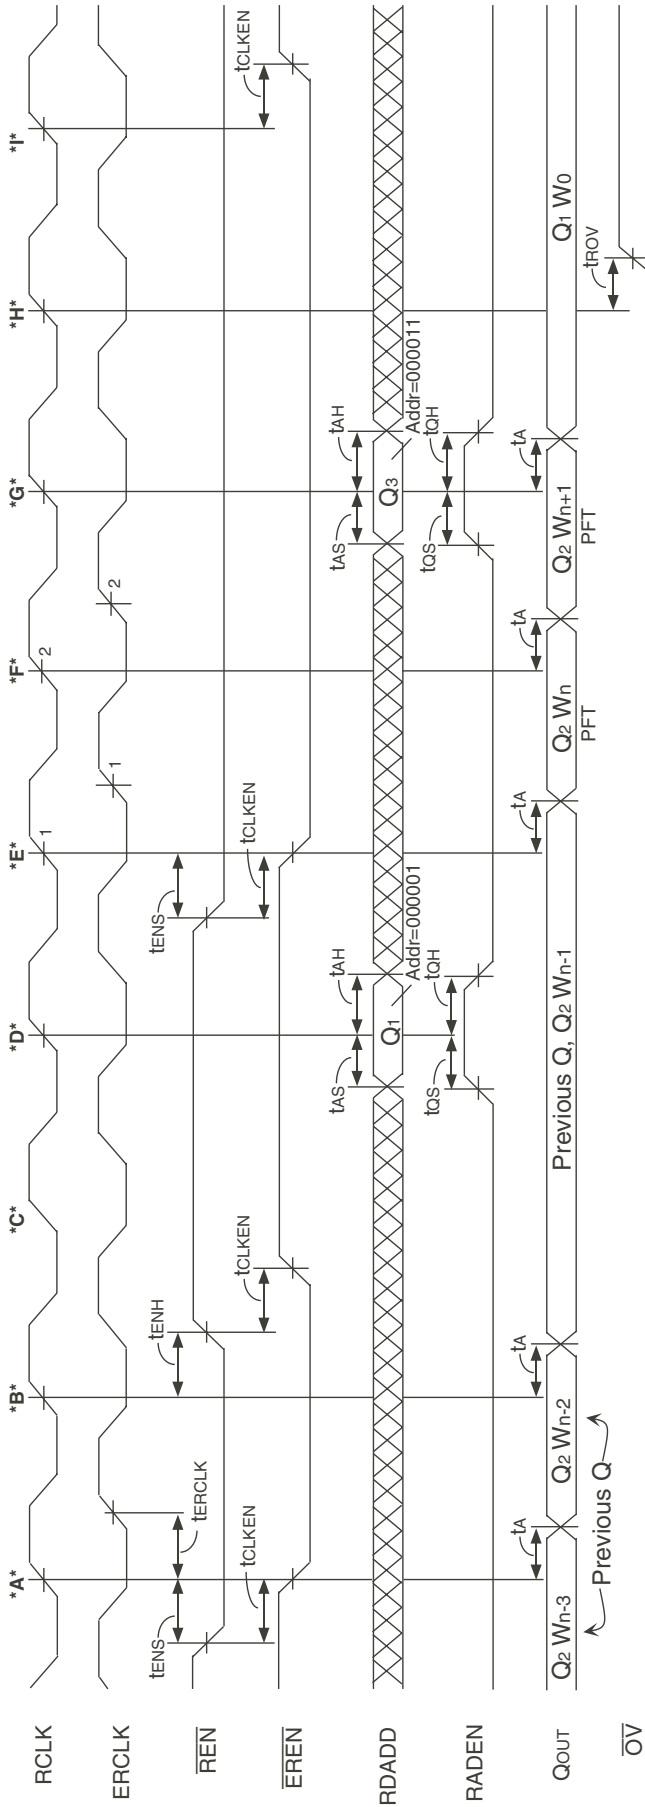 *A* *B* *C* *D* *E* *F* *G* *H* *I*
RCLK 1 2
ERCLK 1 2
tENS tERCLK tENH tENS
REN
tCLKEN tCLKEN tCLKEN tCLKEN
EREN
tAS tAH tAS tAH
RDADD Q1 Q3
Addr=000001 Addr=000011
tQS tQH tQS tQH
RADEN
tA tA tA tA tA
QOUT Q2 Wn-3 Q2 Wn-2 Previous Q, Q2 Wn-1 Q2 Wn Q2 Wn+1 Q1 W0
PFT PFT
Previous Q
tROV
OV